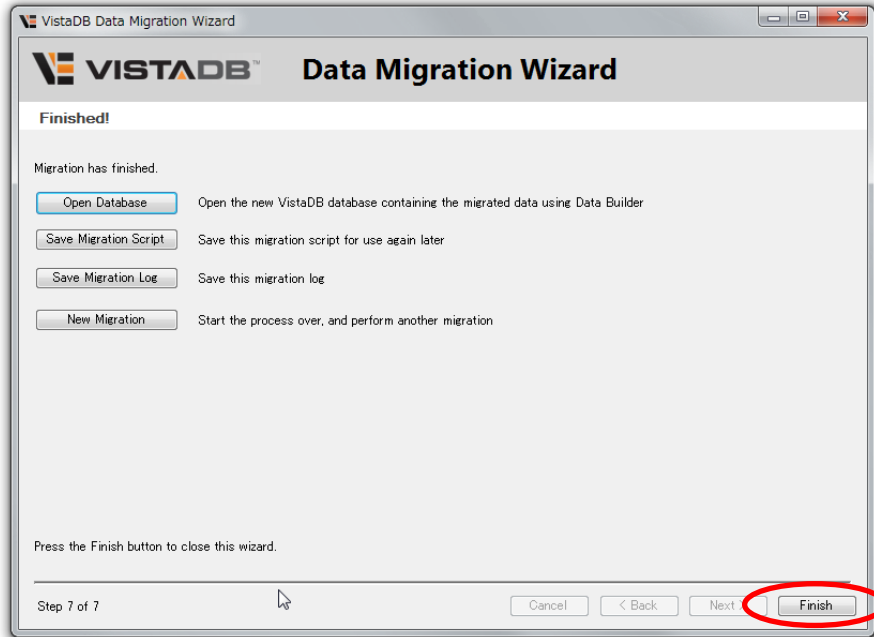 VistaDB Data Migration Wizard
VISTADB™ Data Migration Wizard
Finished!
Migration has finished.
Open Database Open the new VistaDB database containing the migrated data using Data Builder
Save Migration Script Save this migration script for use again later
Save Migration Log Save this migration log
New Migration Start the process over, and perform another migration
Press the Finish button to close this wizard.
Step 7 of 7 Cancel < Back Next > Finish